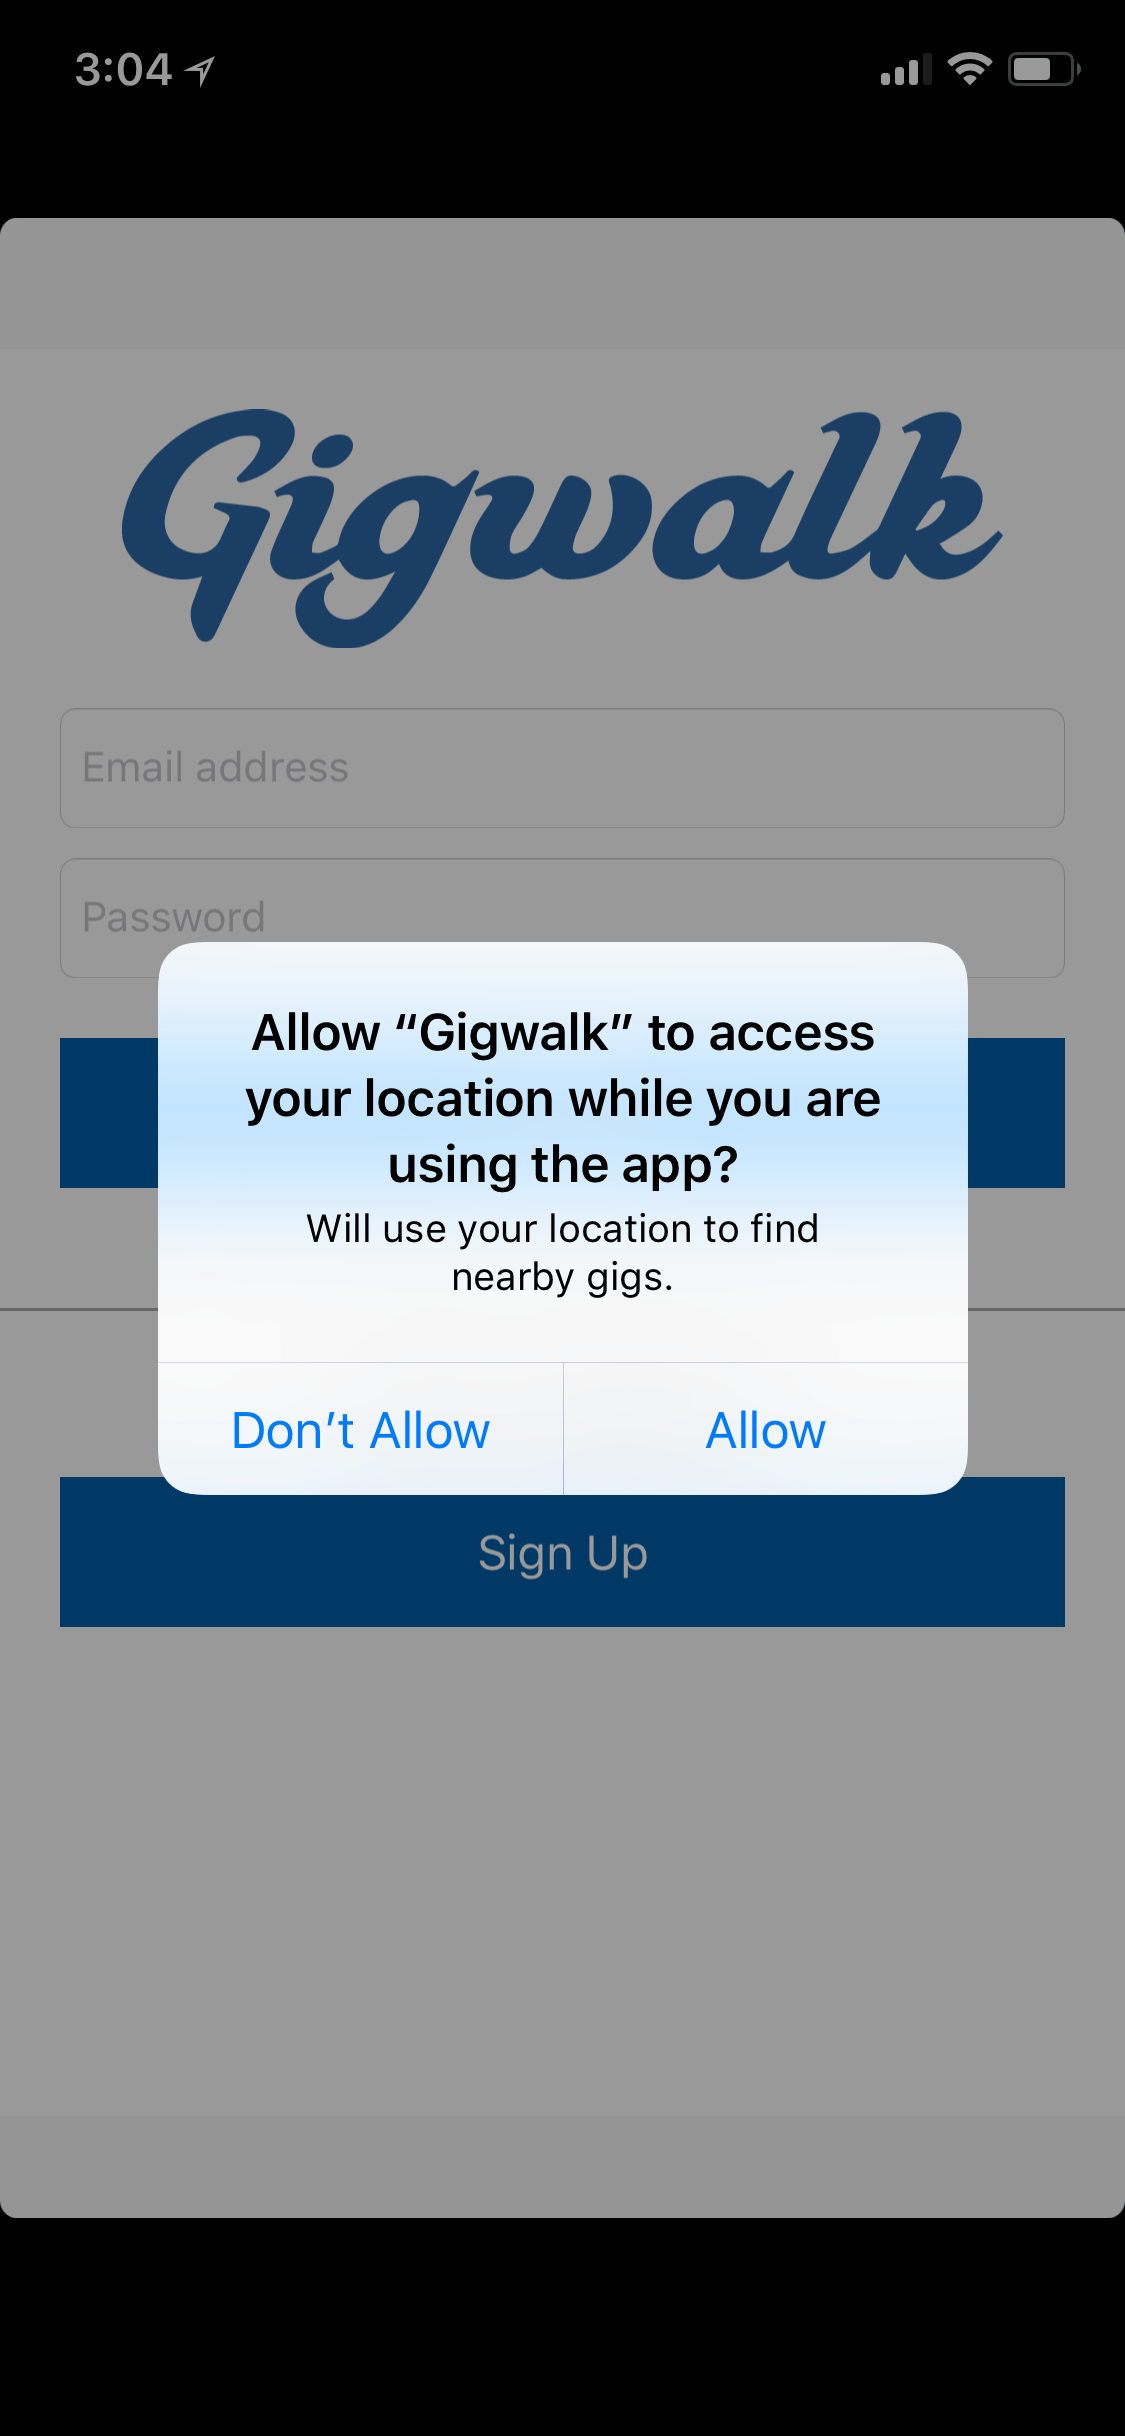 3:04
Gigwalk
Email address
Password
Allow “Gigwalk” to access
your location while you are
using the app?
Will use your location to find
nearby gigs.
Don’t Allow
Allow
Sign Up